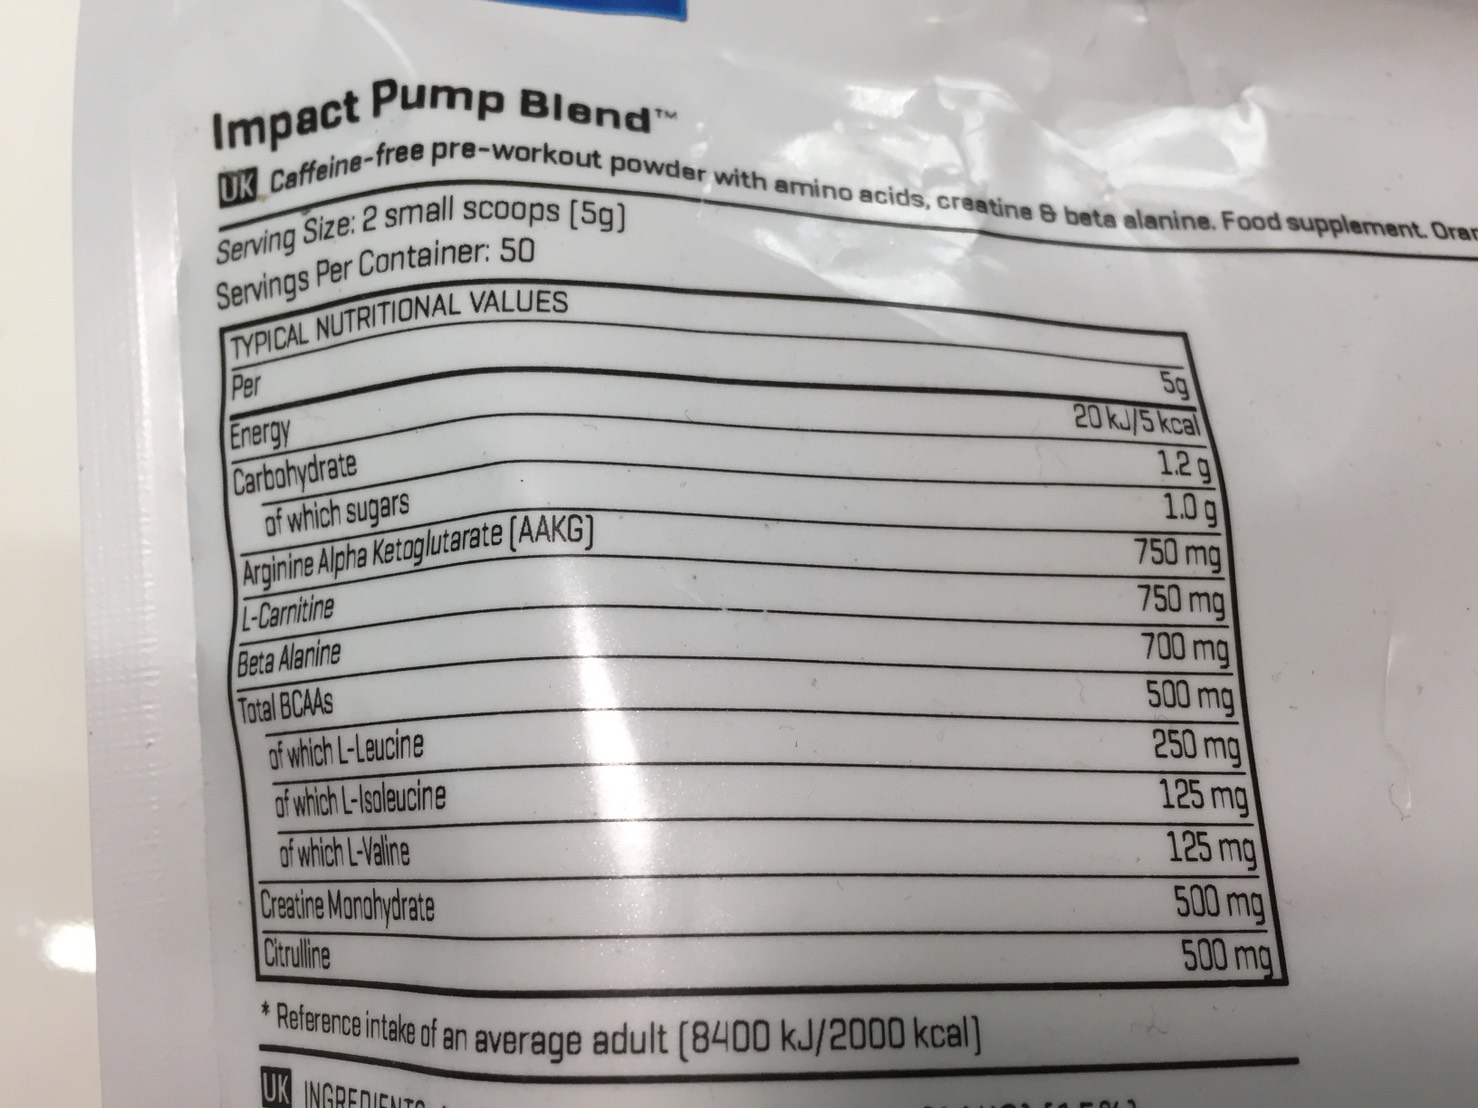 Impact Pump Blend™
UK Caffeine-free pre-workout powder with amino acids, creatine & beta alanine. Food supplement.
Serving Size: 2 small scoops (5g)
Servings Per Container: 50
TYPICAL NUTRITIONAL VALUES
Per 5g
Energy 20 kJ/5 kcal
Carbohydrate 1.2 g
of which sugars 1.0 g
Arginine Alpha Ketoglutarate (AAKG) 750 mg
L-Carnitine 750 mg
Beta Alanine 700 mg
Total BCAAs 500 mg
of which L-Leucine 250 mg
of which L-Isoleucine 125 mg
of which L-Valine 125 mg
Creatine Monohydrate 500 mg
Citrulline 500 mg
* Reference intake of an average adult (8400 kJ/2000 kcal)
UK INGREDIENTS